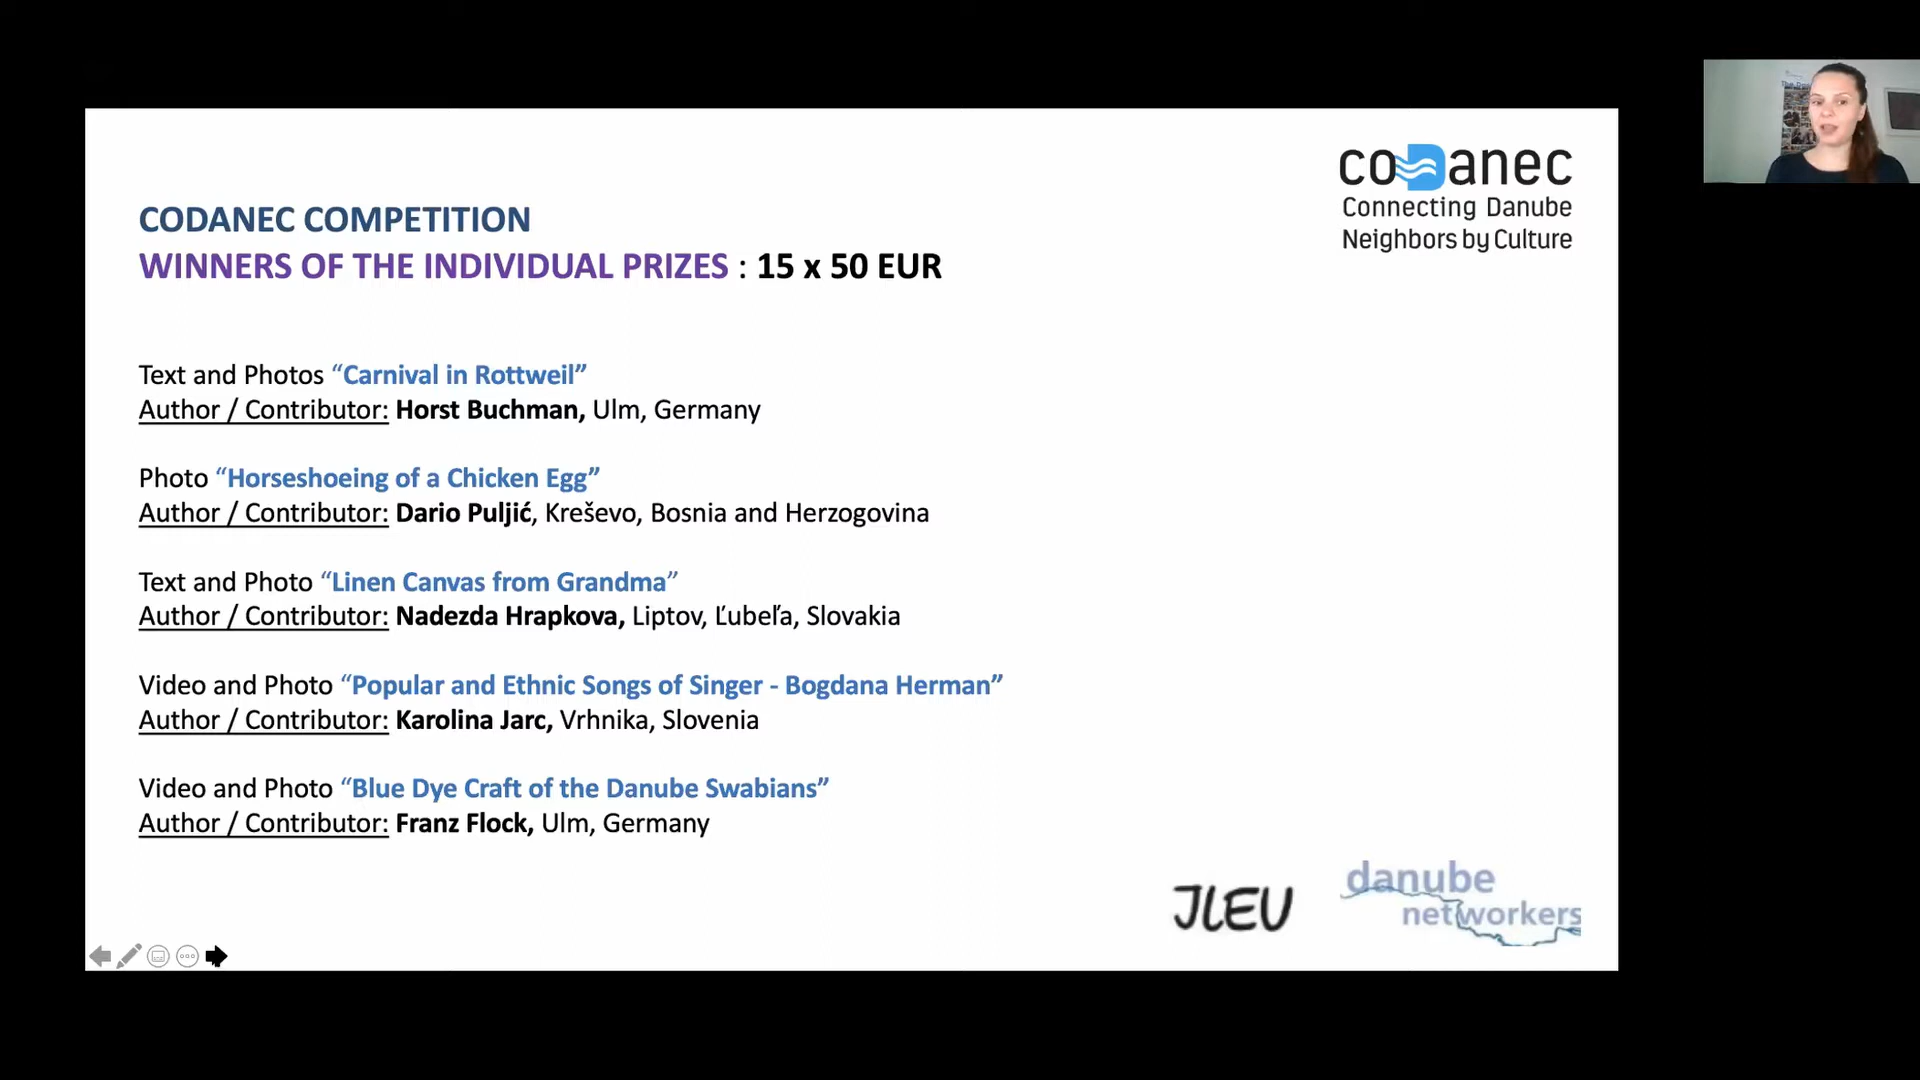 coDanec
Connecting Danube
Neighbors by Culture
CODANEC COMPETITION
WINNERS OF THE INDIVIDUAL PRIZES : 15 x 50 EUR
Text and Photos “Carnival in Rottweil”
Author / Contributor: Horst Buchman, Ulm, Germany
Photo “Horseshoeing of a Chicken Egg”
Author / Contributor: Dario Puljić, Kreševo, Bosnia and Herzogovina
Text and Photo “Linen Canvas from Grandma”
Author / Contributor: Nadezda Hrapkova, Liptov, Ľubeľa, Slovakia
Video and Photo “Popular and Ethnic Songs of Singer - Bogdana Herman”
Author / Contributor: Karolina Jarc, Vrhnika, Slovenia
Video and Photo “Blue Dye Craft of the Danube Swabians”
Author / Contributor: Franz Flock, Ulm, Germany
JLEU
danube
networkers